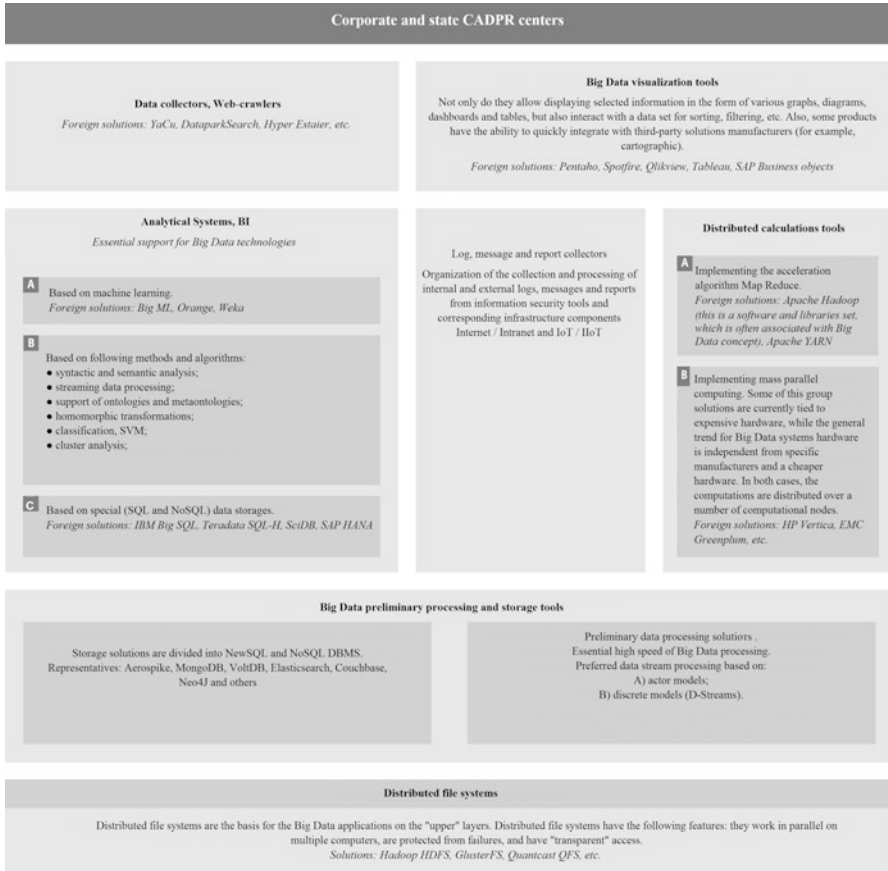 Corporate and state CADPR centers
Data collectors, Web-crawlers
Foreign solutions: YaCu, DataparkSearch, Hyper Estaier, etc.
Big Data visualization tools
Not only do they allow displaying selected information in the form of various graphs, diagrams,
dashboards and tables, but also interact with a data set for sorting, filtering, etc. Also, some
products have the ability to quickly integrate with third-party solutions manufacturers (for example,
cartographic).
Foreign solutions: Pentaho, Spotfire, Qlikview, Tableau, SAP Business objects
Analytical Systems, BI
Essential support for Big Data technologies
A
Based on machine learning.
Foreign solutions: Big ML, Orange, Weka
B
Based on following methods and algorithms:
● syntactic and semantic analysis;
● streaming data processing;
● support of ontologies and metaontologies;
● homomorphic transformations;
● classification, SVM;
● cluster analysis;
C
Based on special (SQL and NoSQL) data storages.
Foreign solutions: IBM Big SQL, Teradata SQL-H, SciDB, SAP HANA
Log, message and report collectors
Organization of the collection and processing of
internal and external logs, messages and reports
from information security tools and
corresponding infrastructure components
Internet / Intranet and IoT / IIoT
Distributed calculations tools
A
Implementing the acceleration
algorithm Map Reduce.
Foreign solutions: Apache Hadoop
(this is a software and libraries set,
which is often associated with Big
Data concept), Apache YARN
B
Implementing mass parallel
computing. Some of this group
solutions are currently tied to
expensive hardware, while the general
trend for Big Data systems hardware
is independent from specific
manufacturers and a cheaper
hardware. In both cases, the
computations are distributed over a
number of computational nodes.
Foreign solutions: HP Vertica, EMC
Greenplum, etc.
Big Data preliminary processing and storage tools
Storage solutions are divided into NewSQL and NoSQL DBMS.
Representatives: Aerospike, MongoDB, VoltDB, Elasticsearch, Couchbase,
Neo4J and others
Preliminary data processing solutions .
Essential high speed of Big Data processing.
Preferred data stream processing based on:
A) actor models;
B) discrete models (D-Streams).
Distributed file systems
Distributed file systems are the basis for the Big Data applications on the "upper" layers. Distributed file systems have the following features: they work in parallel on
multiple computers, are protected from failures, and have "transparent" access.
Solutions: Hadoop HDFS, GlusterFS, Quantcast QFS, etc.